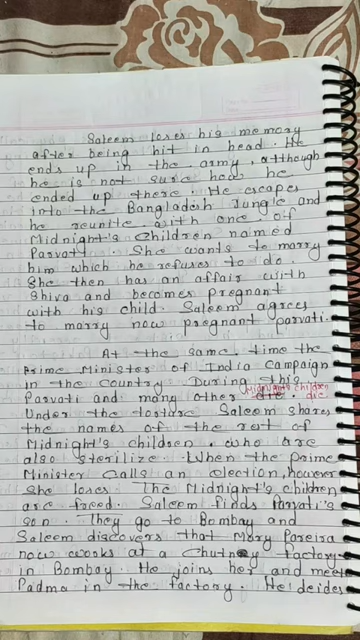 Saleem loses his memory
after being hit in head. He
ends up in the army, although
he is not sure how he
ended up there. He escapes
into the Bangladesh Jungle and
he reunite with one of
Midnight's Children named
Parvati. She wants to marry
him which he refuses to do.
She then has an affair with
Shiva and becomes pregnant
with his child. Saleem agrees
to marry now pregnant parvati.
At the same time the
Prime Minister of India Campaign
in the country. During this
Parvati and many other midnight's children die
Under the torture Saleem shares
the names of the rest of
Midnight's children. who are
also sterilize. When the prime
Minister Calls an election, however
She loses. The Midnight's children
are freed. Saleem finds Parvati's
son. They go to Bombay and
Saleem discovers that Mary Pareira
now works at a Chutney factory
in Bombay. He joins her and meet
Padma in the factory. He deides